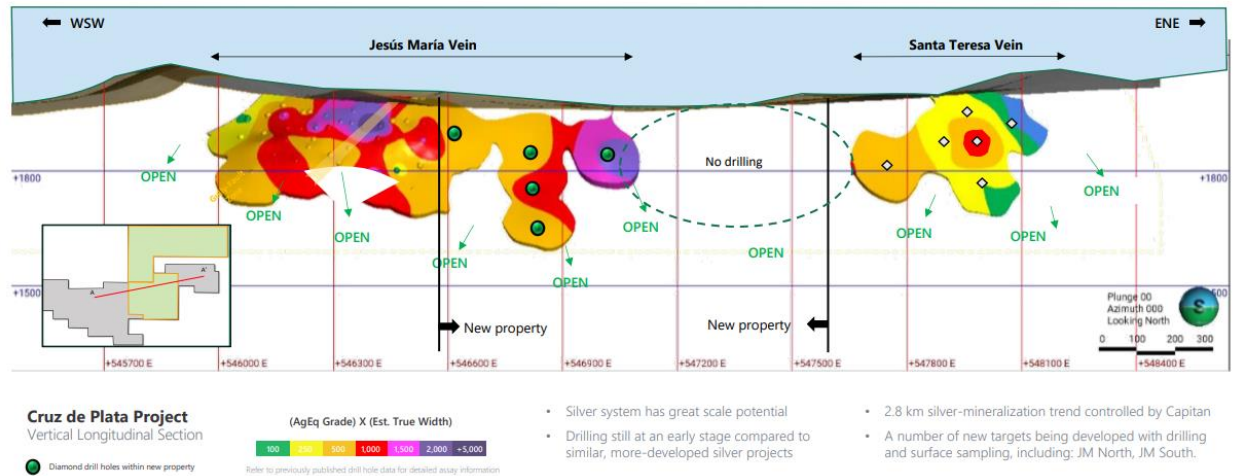 WSW
ENE
Jesús María Vein
Santa Teresa Vein
No drilling
+1800
+1800
OPEN
OPEN
OPEN
OPEN
OPEN
OPEN
OPEN
OPEN
OPEN
A
A'
+1500
New property
New property
Plunge 00
Azimuth 000
Looking North
S
0 100 200 300
+545700 E
+546000 E
+546300 E
+546600 E
+546900 E
+547200 E
+547500 E
+547800 E
+548100 E
+548400 E
Cruz de Plata Project
Vertical Longitudinal Section
Diamond drill holes within new property
(AgEq Grade) X (Est. True Width)
100 250 500 1,000 1,500 2,000 +5,000
Refer to previously published drill hole data for detailed assay information
• Silver system has great scale potential
• Drilling still at an early stage compared to
similar, more-developed silver projects
• 2.8 km silver-mineralization trend controlled by Capitan
• A number of new targets being developed with drilling
and surface sampling, including: JM North, JM South.